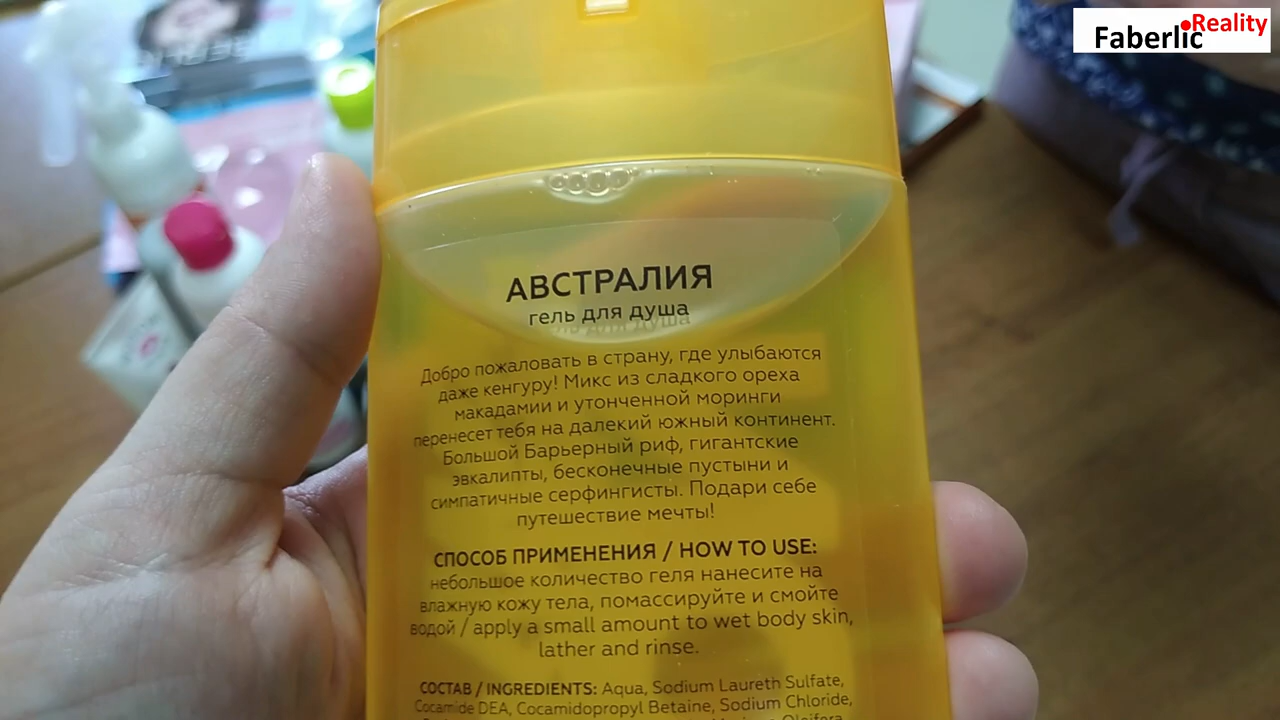 Faberlic Reality
АВСТРАЛИЯ
гель для душа
Добро пожаловать в страну, где улыбаются
даже кенгуру! Микс из сладкого ореха
макадамии и утонченной моринги
перенесет тебя на далекий южный континент.
Большой Барьерный риф, гигантские
эвкалипты, бесконечные пустыни и
симпатичные серфингисты. Подари себе
путешествие мечты!
СПОСОБ ПРИМЕНЕНИЯ / HOW TO USE:
небольшое количество геля нанесите на
влажную кожу тела, помассируйте и смойте
водой / apply a small amount to wet body skin,
lather and rinse.
СОСТАВ / INGREDIENTS: Aqua, Sodium Laureth Sulfate,
Cocamide DEA, Cocamidopropyl Betaine, Sodium Chloride,